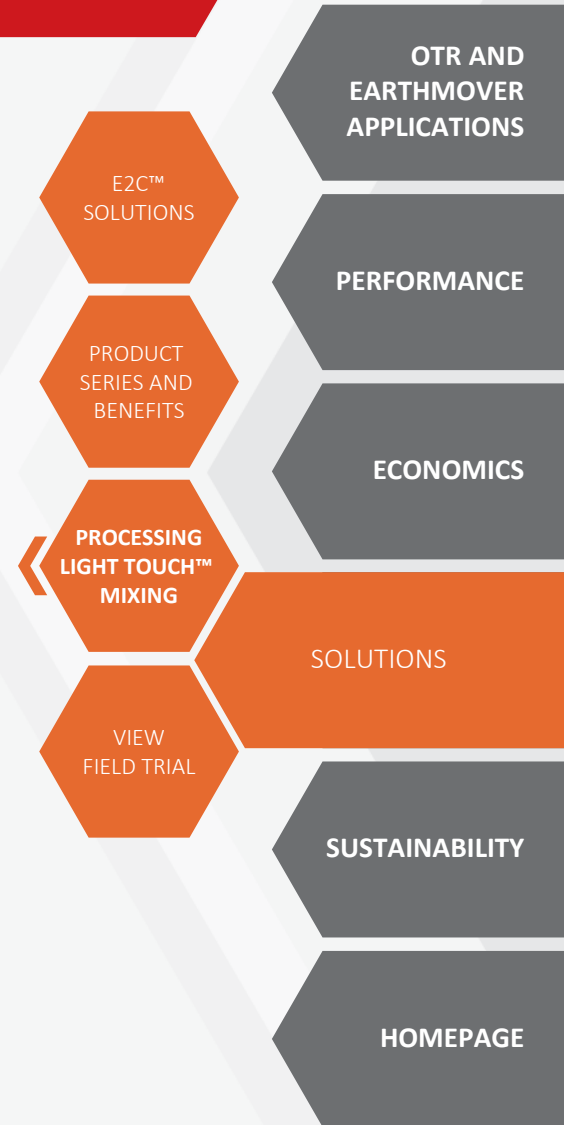 OTR AND
EARTHMOVER
APPLICATIONS
E2C™
SOLUTIONS
PERFORMANCE
PRODUCT
SERIES AND
BENEFITS
ECONOMICS
PROCESSING
LIGHT TOUCH™
MIXING
SOLUTIONS
VIEW
FIELD TRIAL
SUSTAINABILITY
HOMEPAGE